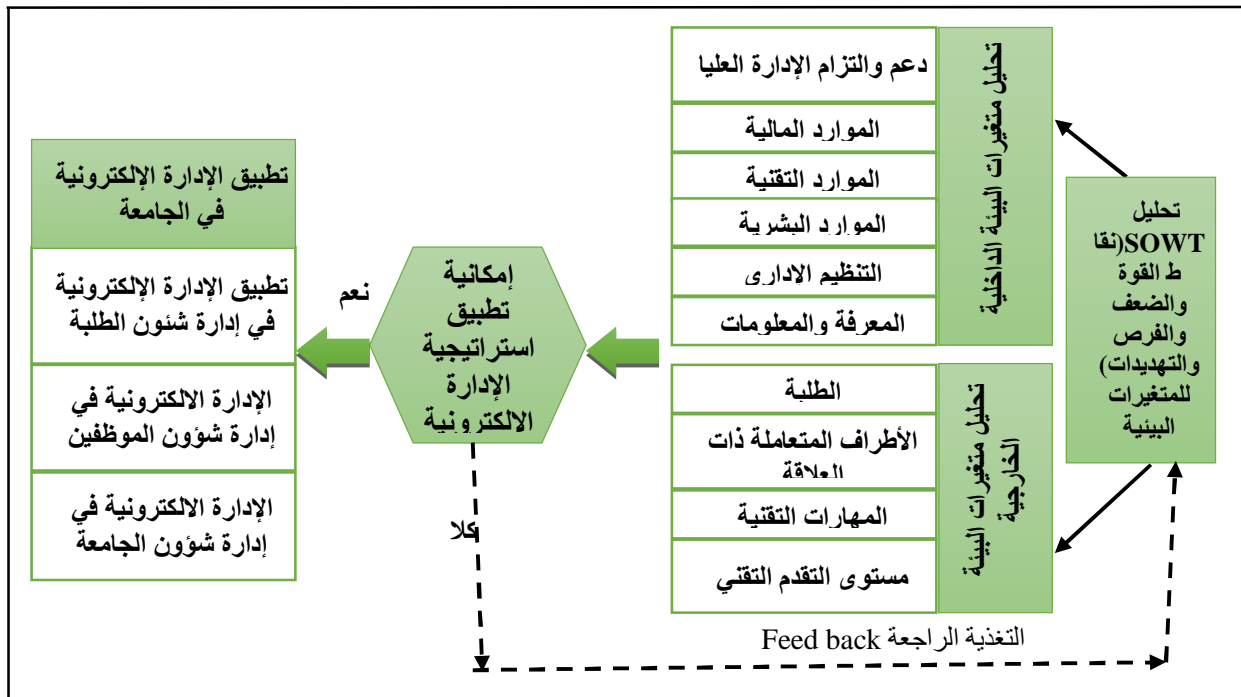 تحليل
SOWT(نقا
ط القوة
والضعف
والفرص
والتهديدات)
للمتغيرات
البيئية
تحليل متغيرات البيئة الداخلية
دعم والتزام الإدارة العليا
الموارد المالية
الموارد التقنية
الموارد البشرية
التنظيم الإداري
المعرفة والمعلومات
تحليل متغيرات البيئة
الخارجية
الطلبة
الأطراف المتعاملة ذات
العلاقة
المهارات التقنية
مستوى التقدم التقني
إمكانية
تطبيق
استراتيجية
الإدارة
الالكترونية
نعم
كلا
تطبيق الإدارة الإلكترونية
في الجامعة
تطبيق الإدارة الإلكترونية
في إدارة شئون الطلبة
الإدارة الالكترونية في
إدارة شؤون الموظفين
الإدارة الالكترونية في
إدارة شؤون الجامعة
التغذية الراجعة Feed back